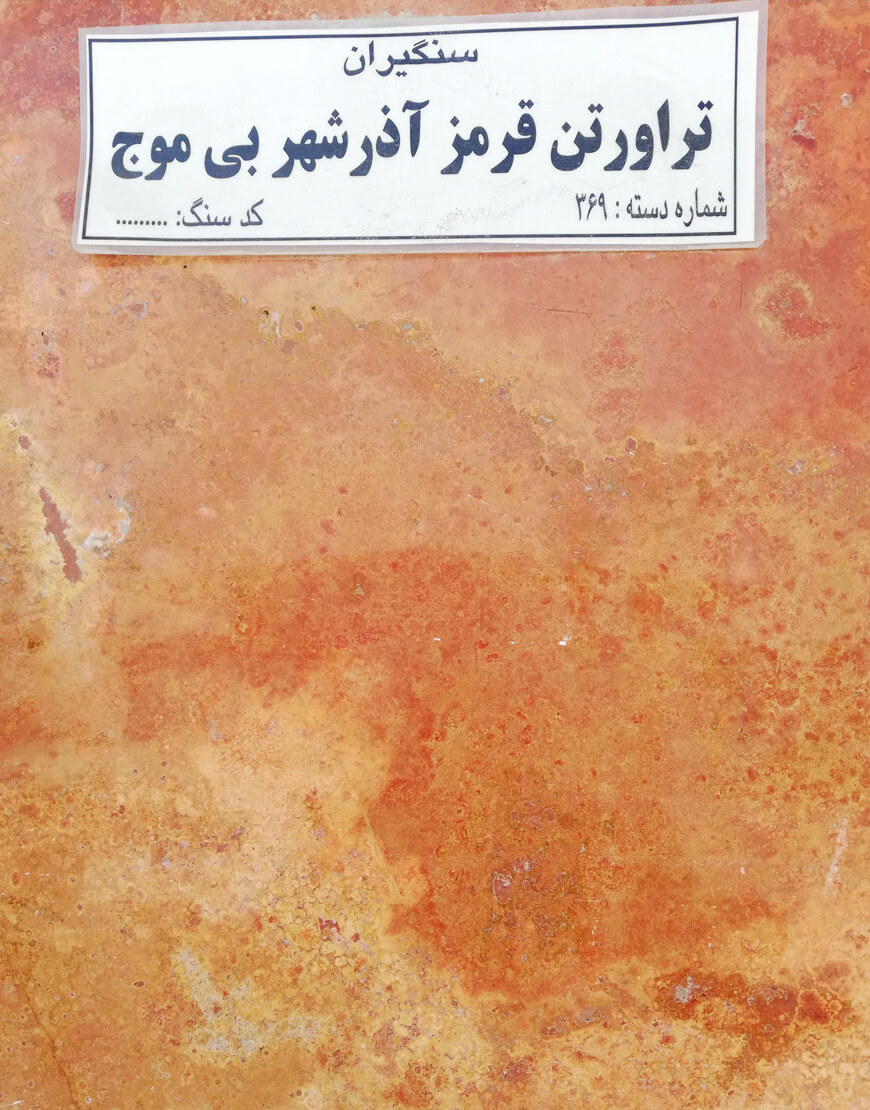 سنگیران
تراورتن قرمز آذرشهر بی موج
شماره دسته : ۳۶۹ کد سنگ: .........